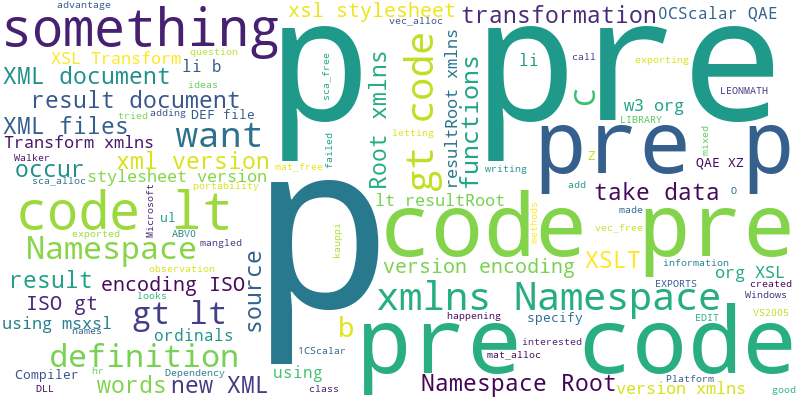 advantage
something
xsl stylesheet
vec_alloc
transformation
OCScalar QAE
XSL Transform
question
li b
XML document
ideas
result document
tried
adding
DEF file
XML files
want
Transform xmlns
Walker
occur
xml version
mat_free
sca_alloc
stylesheet version
portability
p
sca_free
failed
Root xmlns
gt code
letting
resultRoot xmlns
functions
pre
li
call
exporting
C
w3 org
LEONMATH
LIBRARY
pre p
mixed
QAE XZ
writing
Z
add
take data
O
code lt
ul
Microsoft
ABVO
exported
mangled
Namespace
observation
result
looks
encoding ISO
source
ISO gt
gt lt
using msxsl
names
ordinals
definition
Compiler
hr
Dependency
DLL
words
new XML
p
kauppi
lt resultRoot
code
methods
made
vec_free
pre
version encoding
XSLT
information
org XSL
EXPORTS
created
Windows
xmlns Namespace
happening
specify
EDIT
VS2005
b
1CScalar
pre code
interested
mat_alloc
using
class
Namespace Root
Platform
version xmlns
good